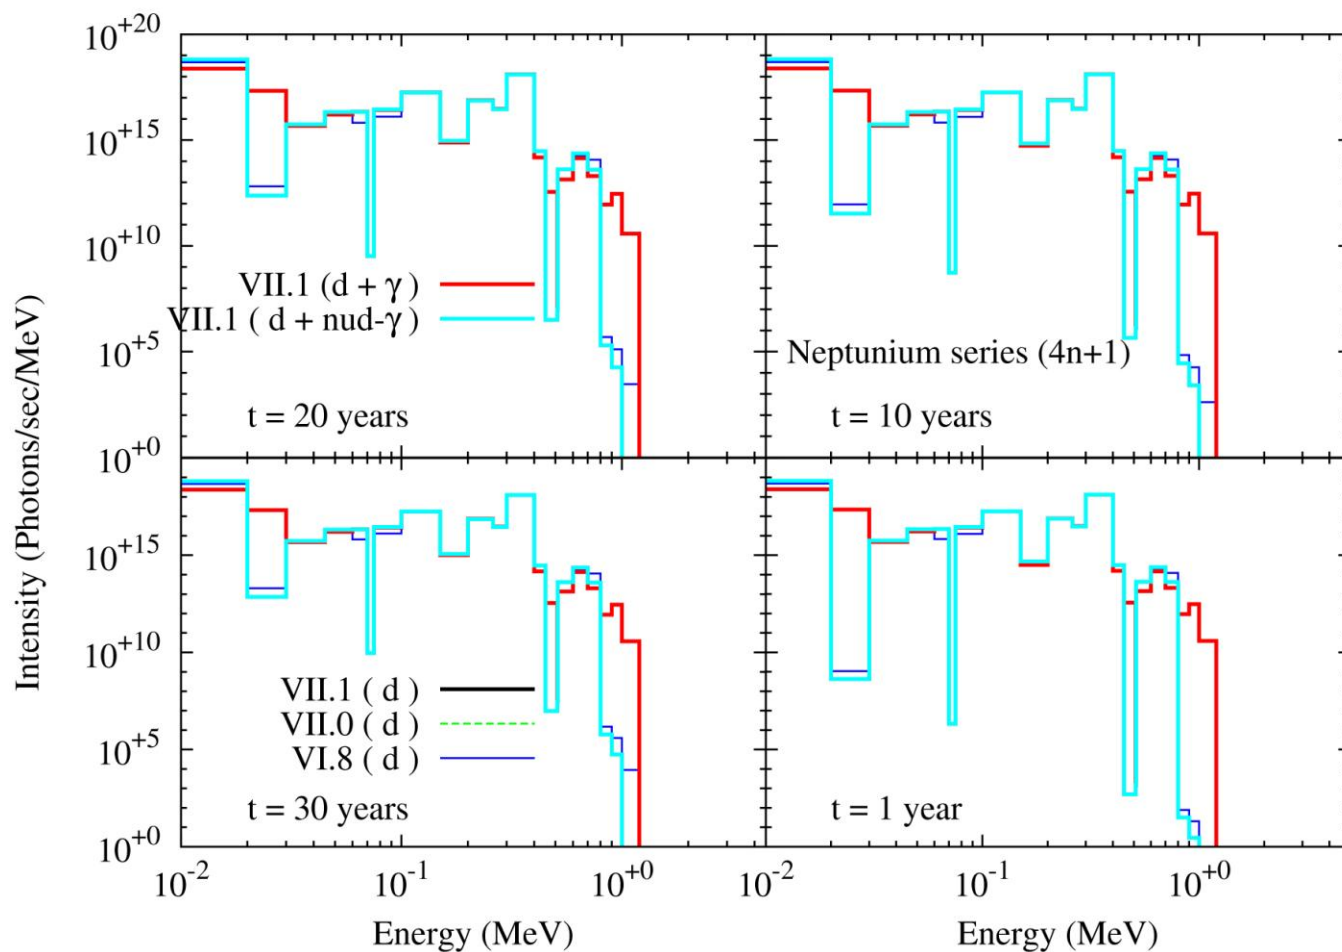 10+20
10+15
10+10
10+5
10+0
VII.1 (d + γ)
VII.1 ( d + nud-γ)
t = 20 years
Neptunium series (4n+1)
t = 10 years
10+15
10+10
10+5
10+0
VII.1 ( d )
VII.0 ( d )
VI.8 ( d )
t = 30 years
t = 1 year
10-2
10-1
10+0
10-2
10-1
10+0
Energy (MeV)
Energy (MeV)
Intensity (Photons/sec/MeV)